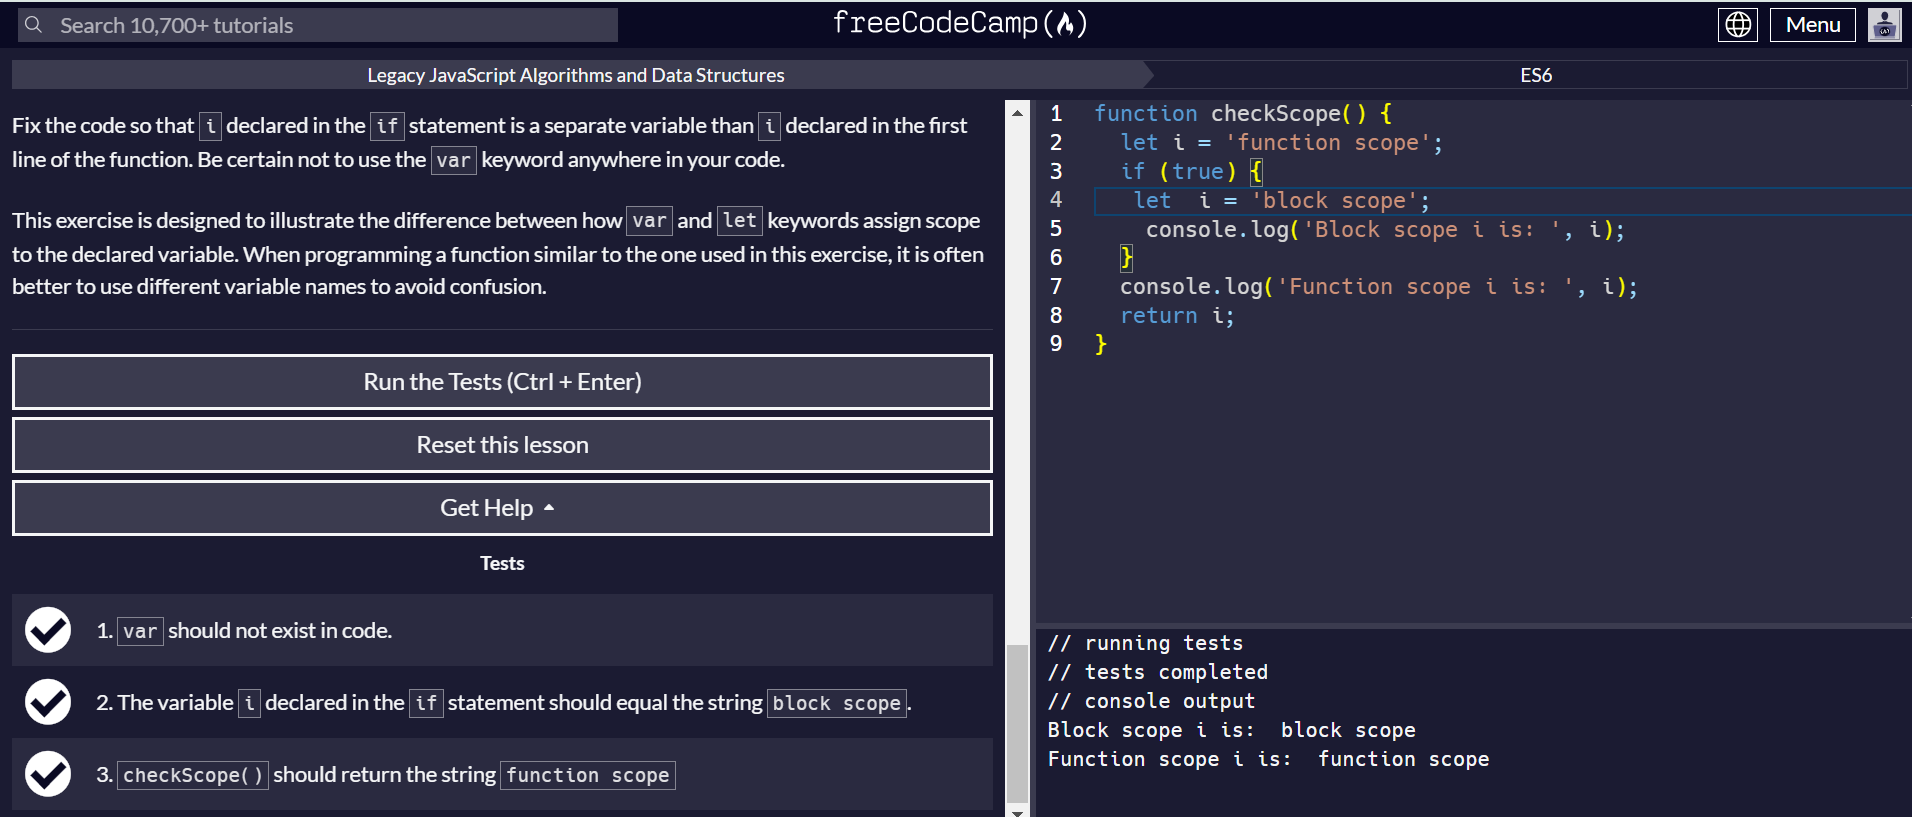 Search 10,700+ tutorials
freeCodeCamp(🔥)
Menu
Legacy JavaScript Algorithms and Data Structures
ES6
Fix the code so that i declared in the if statement is a separate variable than i declared in the first
line of the function. Be certain not to use the var keyword anywhere in your code.
This exercise is designed to illustrate the difference between how var and let keywords assign scope
to the declared variable. When programming a function similar to the one used in this exercise, it is often
better to use different variable names to avoid confusion.
Run the Tests (Ctrl + Enter)
Reset this lesson
Get Help
Tests
1. var should not exist in code.
2. The variable i declared in the if statement should equal the string block scope.
3. checkScope() should return the string function scope
1 function checkScope() {
2   let i = 'function scope';
3   if (true) {
4    let  i = 'block scope';
5     console.log('Block scope i is: ', i);
6   }
7   console.log('Function scope i is: ', i);
8   return i;
9 }
// running tests
// tests completed
// console output
Block scope i is:  block scope
Function scope i is:  function scope